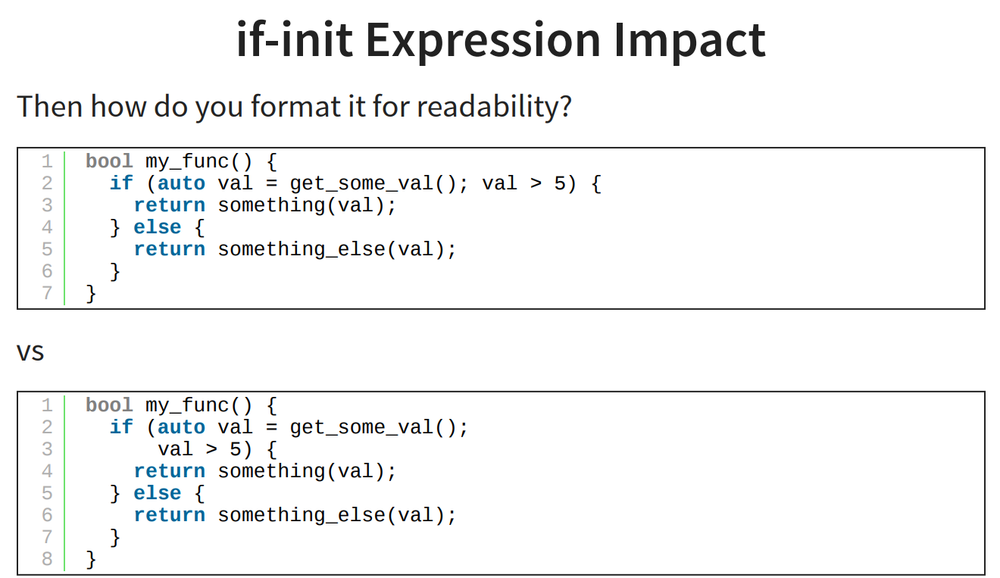 if-init Expression Impact
Then how do you format it for readability?
1 bool my_func() {
2   if (auto val = get_some_val(); val > 5) {
3     return something(val);
4   } else {
5     return something_else(val);
6   }
7 }
vs
1 bool my_func() {
2   if (auto val = get_some_val();
3       val > 5) {
4     return something(val);
5   } else {
6     return something_else(val);
7   }
8 }